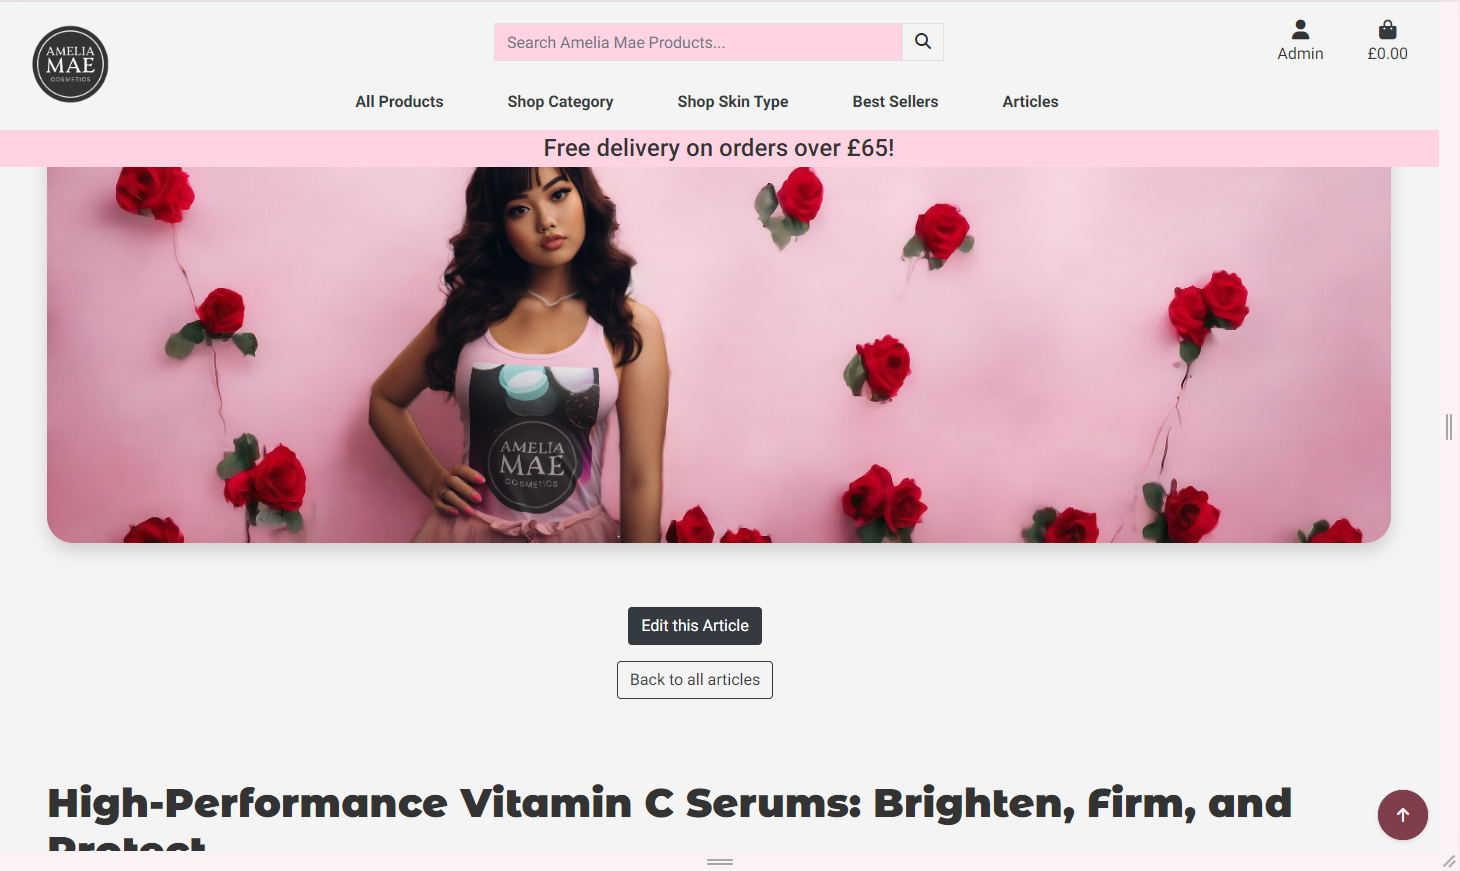 AMELIA
MAE
COSMETICS
Search Amelia Mae Products...
Admin
£0.00
All Products
Shop Category
Shop Skin Type
Best Sellers
Articles
Free delivery on orders over £65!
AMELIA
MAE
COSMETICS
Edit this Article
Back to all articles
High-Performance Vitamin C Serums: Brighten, Firm, and
Protect